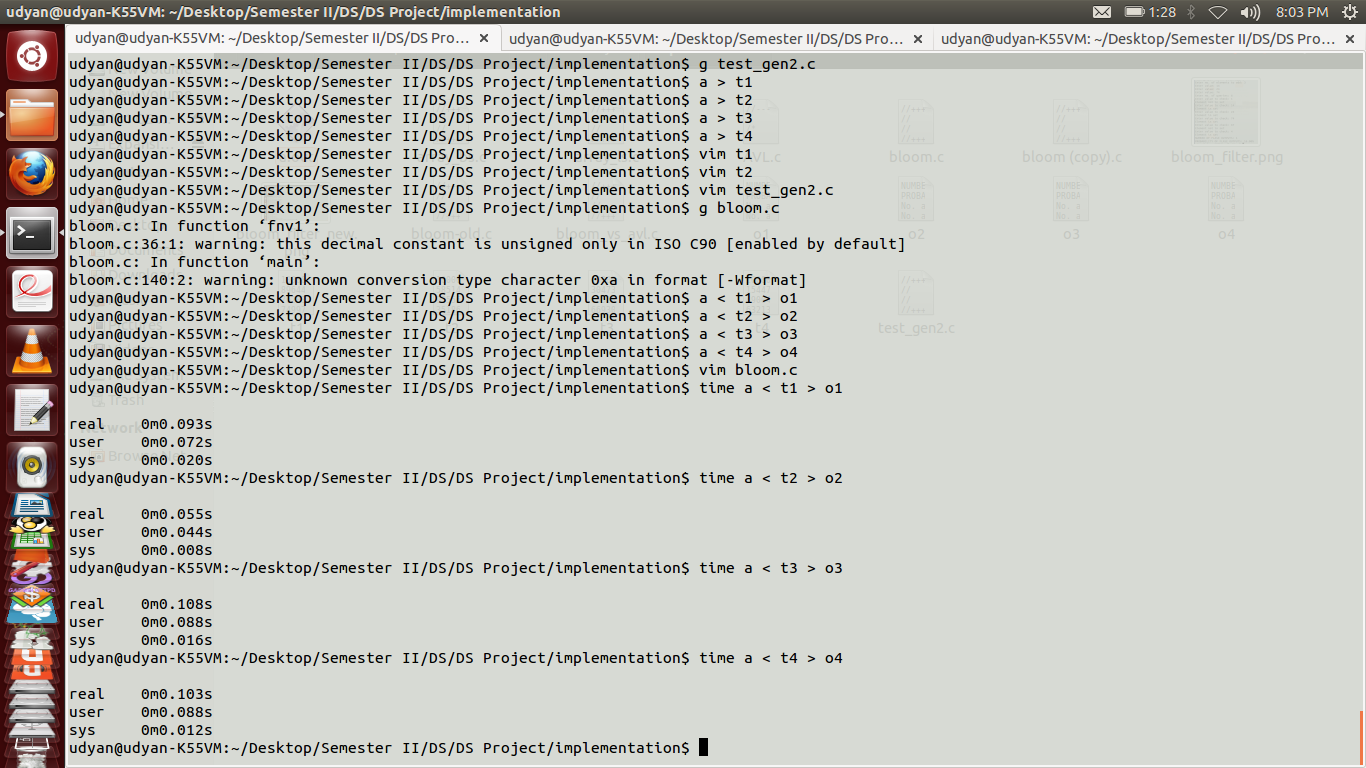 udyan@udyan-K55VM: ~/Desktop/Semester II/DS/DS Project/implementation
1:28
8:03 PM
udyan@udyan-K55VM: ~/Desktop/Semester II/DS/DS Pro...
udyan@udyan-K55VM: ~/Desktop/Semester II/DS/DS Pro...
udyan@udyan-K55VM: ~/Desktop/Semester II/DS/DS Pro...
udyan@udyan-K55VM:~/Desktop/Semester II/DS/DS Project/implementation$ g test_gen2.c
udyan@udyan-K55VM:~/Desktop/Semester II/DS/DS Project/implementation$ a > t1
udyan@udyan-K55VM:~/Desktop/Semester II/DS/DS Project/implementation$ a > t2
udyan@udyan-K55VM:~/Desktop/Semester II/DS/DS Project/implementation$ a > t3
udyan@udyan-K55VM:~/Desktop/Semester II/DS/DS Project/implementation$ a > t4
udyan@udyan-K55VM:~/Desktop/Semester II/DS/DS Project/implementation$ vim t1
udyan@udyan-K55VM:~/Desktop/Semester II/DS/DS Project/implementation$ vim t2
udyan@udyan-K55VM:~/Desktop/Semester II/DS/DS Project/implementation$ vim test_gen2.c
udyan@udyan-K55VM:~/Desktop/Semester II/DS/DS Project/implementation$ g bloom.c
bloom.c: In function ‘fnv1’:
bloom.c:36:1: warning: this decimal constant is unsigned only in ISO C90 [enabled by default]
bloom.c: In function ‘main’:
bloom.c:140:2: warning: unknown conversion type character 0xa in format [-Wformat]
udyan@udyan-K55VM:~/Desktop/Semester II/DS/DS Project/implementation$ a < t1 > o1
udyan@udyan-K55VM:~/Desktop/Semester II/DS/DS Project/implementation$ a < t2 > o2
udyan@udyan-K55VM:~/Desktop/Semester II/DS/DS Project/implementation$ a < t3 > o3
udyan@udyan-K55VM:~/Desktop/Semester II/DS/DS Project/implementation$ a < t4 > o4
udyan@udyan-K55VM:~/Desktop/Semester II/DS/DS Project/implementation$ vim bloom.c
udyan@udyan-K55VM:~/Desktop/Semester II/DS/DS Project/implementation$ time a < t1 > o1
real 0m0.093s
user 0m0.072s
sys 0m0.020s
udyan@udyan-K55VM:~/Desktop/Semester II/DS/DS Project/implementation$ time a < t2 > o2
real 0m0.055s
user 0m0.044s
sys 0m0.008s
udyan@udyan-K55VM:~/Desktop/Semester II/DS/DS Project/implementation$ time a < t3 > o3
real 0m0.108s
user 0m0.088s
sys 0m0.016s
udyan@udyan-K55VM:~/Desktop/Semester II/DS/DS Project/implementation$ time a < t4 > o4
real 0m0.103s
user 0m0.088s
sys 0m0.012s
udyan@udyan-K55VM:~/Desktop/Semester II/DS/DS Project/implementation$
bloom.c
bloom (copy).c
bloom_filter.png
bloom-old.c
bloom_vs_avl.c
o1
o2
o3
o4
t4
test_gen2.c
Trash
Network